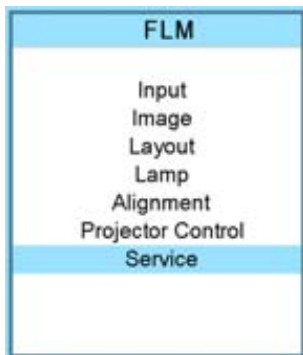 FLM
Input
Image
Layout
Lamp
Alignment
Projector Control
Service